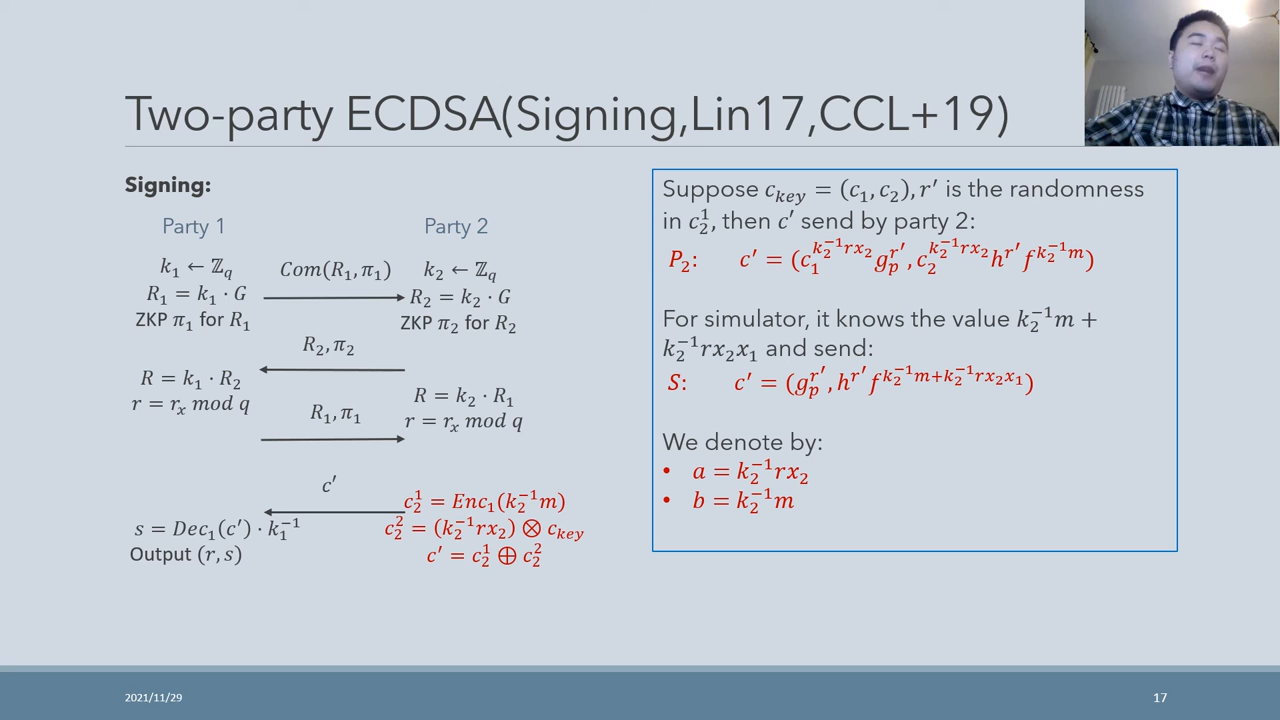 Two-party ECDSA(Signing,Lin17,CCL+19)
Signing:
Party 1
Party 2
k₁ ← ℤ_q
R₁ = k₁ · G
ZKP π₁ for R₁
Com(R₁, π₁)
k₂ ← ℤ_q
R₂ = k₂ · G
ZKP π₂ for R₂
R₂, π₂
R = k₁ · R₂
r = r_x mod q
R₁, π₁
R = k₂ · R₁
r = r_x mod q
c′
c₂¹ = Enc₁(k₂⁻¹m)
c₂² = (k₂⁻¹rx₂) ⊗ c_key
c′ = c₂¹ ⊕ c₂²
s = Dec₁(c′) · k₁⁻¹
Output (r, s)
Suppose c_key = (c₁, c₂), r′ is the randomness
in c₂¹, then c′ send by party 2:
P₂: c′ = (c₁^{k₂⁻¹rx₂} g_p^{r′}, c₂^{k₂⁻¹rx₂} h^{r′} f^{k₂⁻¹m})
For simulator, it knows the value k₂⁻¹m +
k₂⁻¹rx₂x₁ and send:
S: c′ = (g_p^{r′}, h^{r′} f^{k₂⁻¹m+k₂⁻¹rx₂x₁})
We denote by:
• a = k₂⁻¹rx₂
• b = k₂⁻¹m
2021/11/29
17